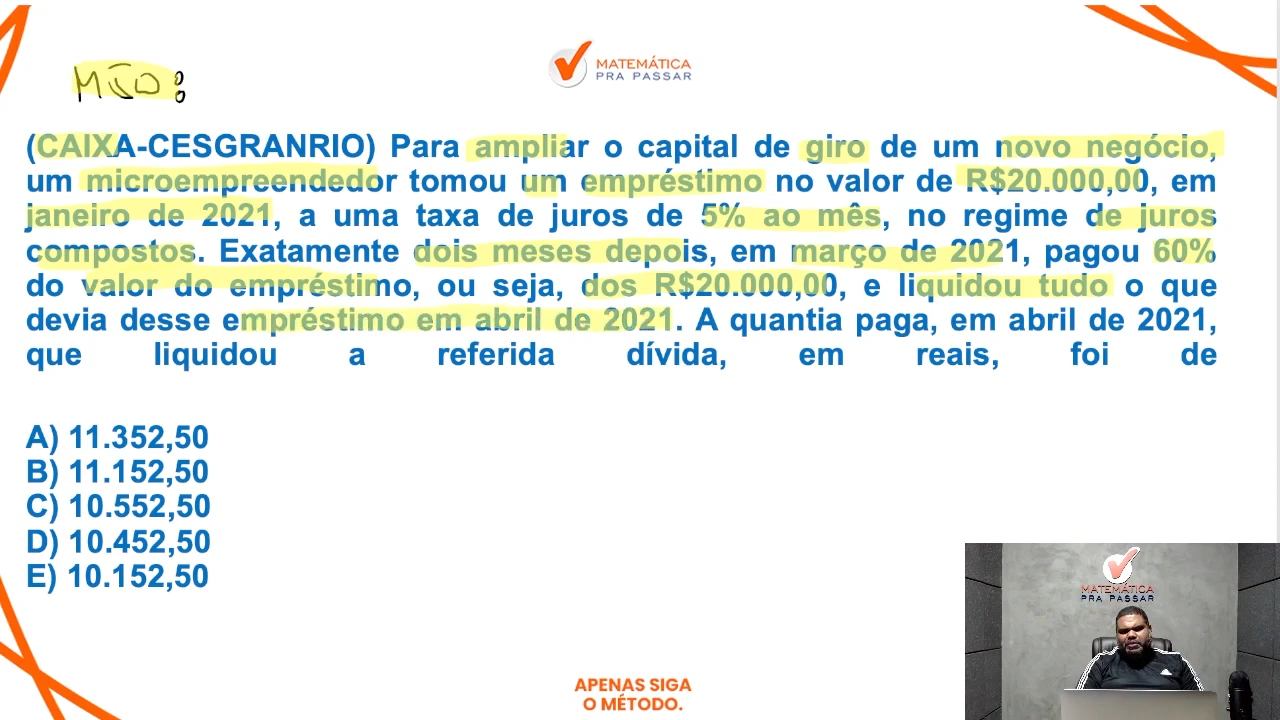 MATEMÁTICA
PRA PASSAR
(CAIXA-CESGRANRIO) Para ampliar o capital de giro de um novo negócio,
um microempreendedor tomou um empréstimo no valor de R$20.000,00, em
janeiro de 2021, a uma taxa de juros de 5% ao mês, no regime de juros
compostos. Exatamente dois meses depois, em março de 2021, pagou 60%
do valor do empréstimo, ou seja, dos R$20.000,00, e liquidou tudo o que
devia desse empréstimo em abril de 2021. A quantia paga, em abril de 2021,
que liquidou a referida dívida, em reais, foi de
A) 11.352,50
B) 11.152,50
C) 10.552,50
D) 10.452,50
E) 10.152,50
MATEMÁTICA
PRA PASSAR
APENAS SIGA
O MÉTODO.